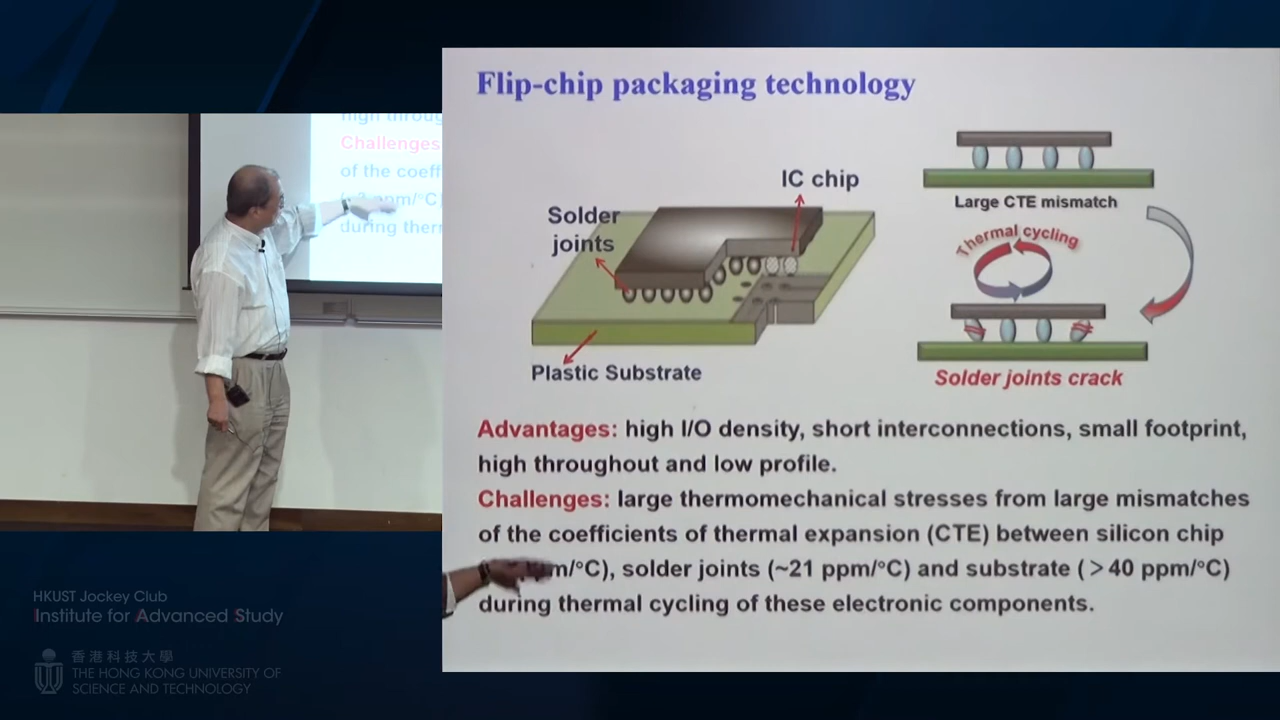 Flip-chip packaging technology
IC chip
Solder
joints
Plastic Substrate
Large CTE mismatch
Thermal cycling
Solder joints crack
Advantages: high I/O density, short interconnections, small footprint,
high throughout and low profile.
Challenges: large thermomechanical stresses from large mismatches
of the coefficients of thermal expansion (CTE) between silicon chip
m/°C), solder joints (~21 ppm/°C) and substrate ( > 40 ppm/°C)
during thermal cycling of these electronic components.
high throug
Challenges
of the coeff
ppm/°C)
during therr
HKUST Jockey Club
Institute for Advanced Study
香港科技大學
THE HONG KONG UNIVERSITY OF
SCIENCE AND TECHNOLOGY